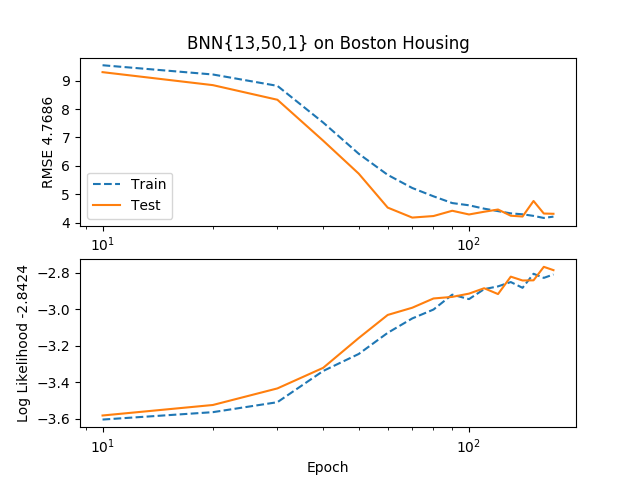 BNN{13,50,1} on Boston Housing
RMSE 4.7686
9
8
7
6
5
4
Train
Test
10¹
10²
Log Likelihood -2.8424
−2.8
−3.0
−3.2
−3.4
−3.6
10¹
10²
Epoch